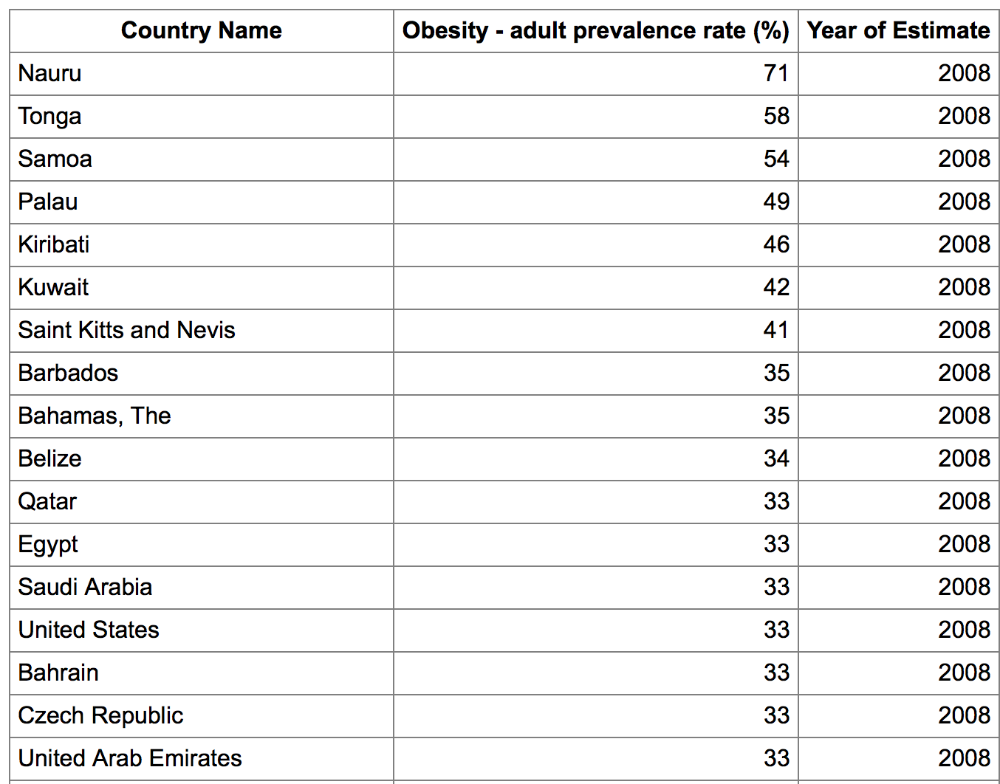 Country Name Obesity - adult prevalence rate (%) Year of Estimate
Nauru 71 2008
Tonga 58 2008
Samoa 54 2008
Palau 49 2008
Kiribati 46 2008
Kuwait 42 2008
Saint Kitts and Nevis 41 2008
Barbados 35 2008
Bahamas, The 35 2008
Belize 34 2008
Qatar 33 2008
Egypt 33 2008
Saudi Arabia 33 2008
United States 33 2008
Bahrain 33 2008
Czech Republic 33 2008
United Arab Emirates 33 2008